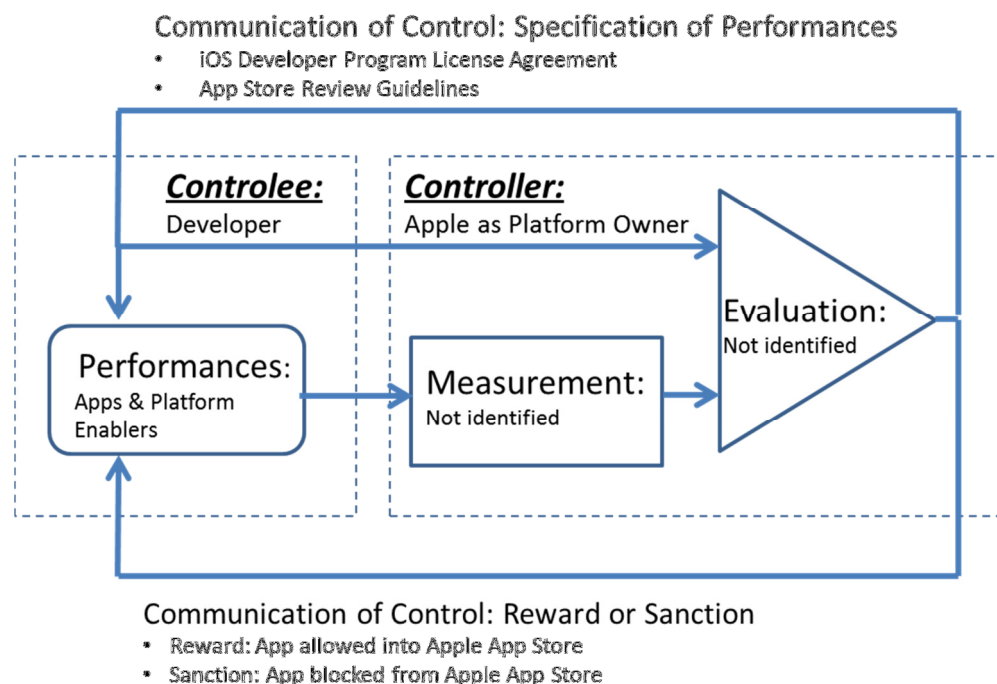 Communication of Control: Specification of Performances
• iOS Developer Program License Agreement
• App Store Review Guidelines
Controlee:
Developer
Controller:
Apple as Platform Owner
Evaluation:
Not identified
Performances:
Apps & Platform
Enablers
Measurement:
Not identified
Communication of Control: Reward or Sanction
• Reward: App allowed into Apple App Store
• Sanction: App blocked from Apple App Store